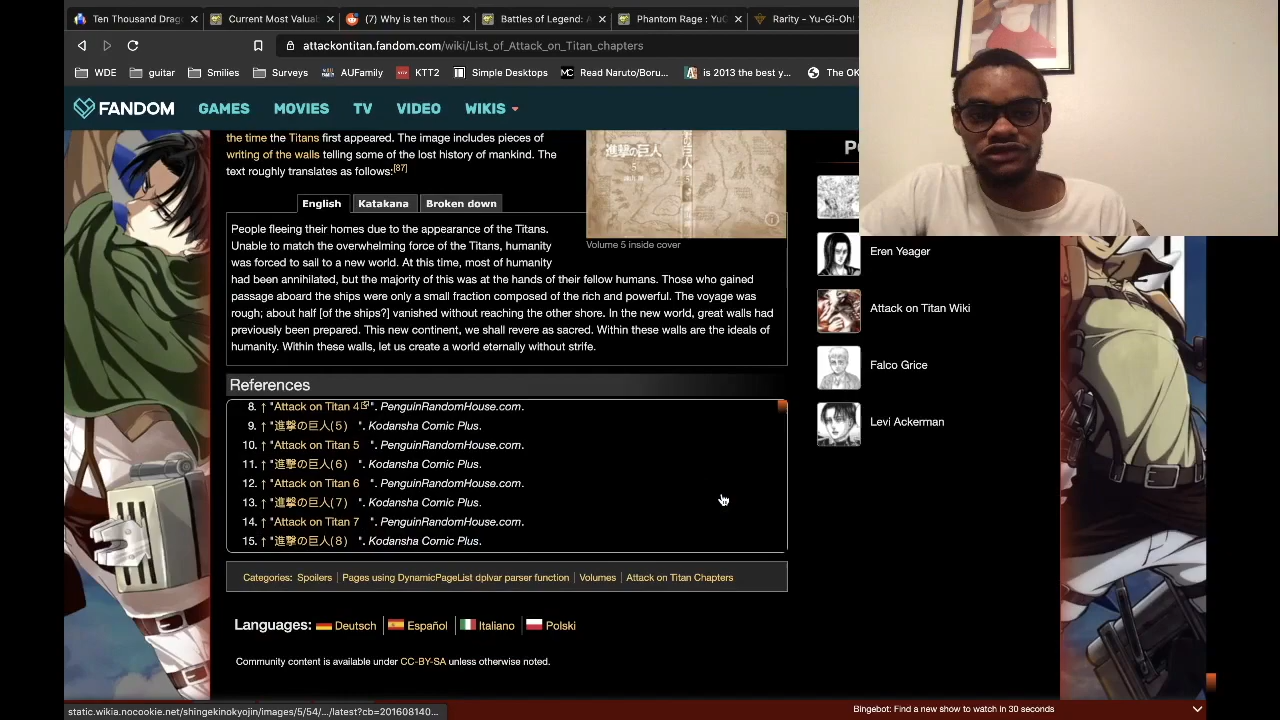 Ten Thousand Drag
Current Most Valua
(7) Why is ten thous
Battles of Legend: A
Phantom Rage : YuG
Rarity - Yu-Gi-Oh!
attackontitan.fandom.com/wiki/List_of_Attack_on_Titan_chapters
WDE
guitar
Smilies
Surveys
AUFamily
KTT2
Simple Desktops
Read Naruto/Boru...
is 2013 the best y...
The OK
FANDOM GAMES MOVIES TV VIDEO WIKIS
the time the Titans first appeared. The image includes pieces of
writing of the walls telling some of the lost history of mankind. The
text roughly translates as follows:[87]
進撃の巨人
5
Volume 5 inside cover
English Katakana Broken down
People fleeing their homes due to the appearance of the Titans.
Unable to match the overwhelming force of the Titans, humanity
was forced to sail to a new world. At this time, most of humanity
had been annihilated, but the majority of this was at the hands of their fellow humans. Those who gained
passage aboard the ships were only a small fraction composed of the rich and powerful. The voyage was
rough; about half [of the ships?] vanished without reaching the other shore. In the new world, great walls had
previously been prepared. This new continent, we shall revere as sacred. Within these walls are the ideals of
humanity. Within these walls, let us create a world eternally without strife.
References
8. ↑ "Attack on Titan 4 ". PenguinRandomHouse.com.
9. ↑ "進撃の巨人(5) ". Kodansha Comic Plus.
10. ↑ "Attack on Titan 5 ". PenguinRandomHouse.com.
11. ↑ "進撃の巨人(6) ". Kodansha Comic Plus.
12. ↑ "Attack on Titan 6 ". PenguinRandomHouse.com.
13. ↑ "進撃の巨人(7) ". Kodansha Comic Plus.
14. ↑ "Attack on Titan 7 ". PenguinRandomHouse.com.
15. ↑ "進撃の巨人(8) ". Kodansha Comic Plus.
Categories: Spoilers Pages using DynamicPageList dplvar parser function Volumes Attack on Titan Chapters
Languages: Deutsch Español Italiano Polski
Community content is available under CC-BY-SA unless otherwise noted.
Eren Yeager
Attack on Titan Wiki
Falco Grice
Levi Ackerman
static.wikia.nocookie.net/shingekinokyojin/images/5/54/.../latest?cb=201608140...
Bingebot: Find a new show to watch in 30 seconds